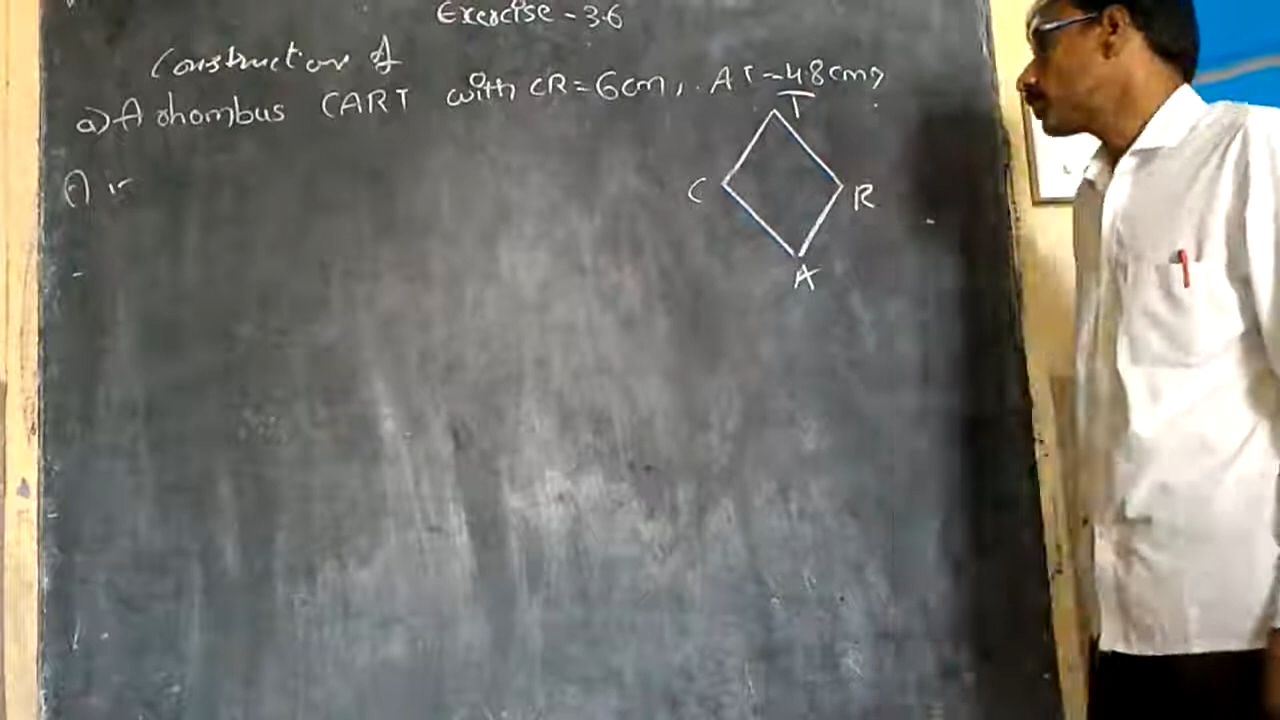 Exercise - 3.6
Construction of
a) A rhombus CART with CR = 6cm, AT = 4.8cm,
T
C
R
A